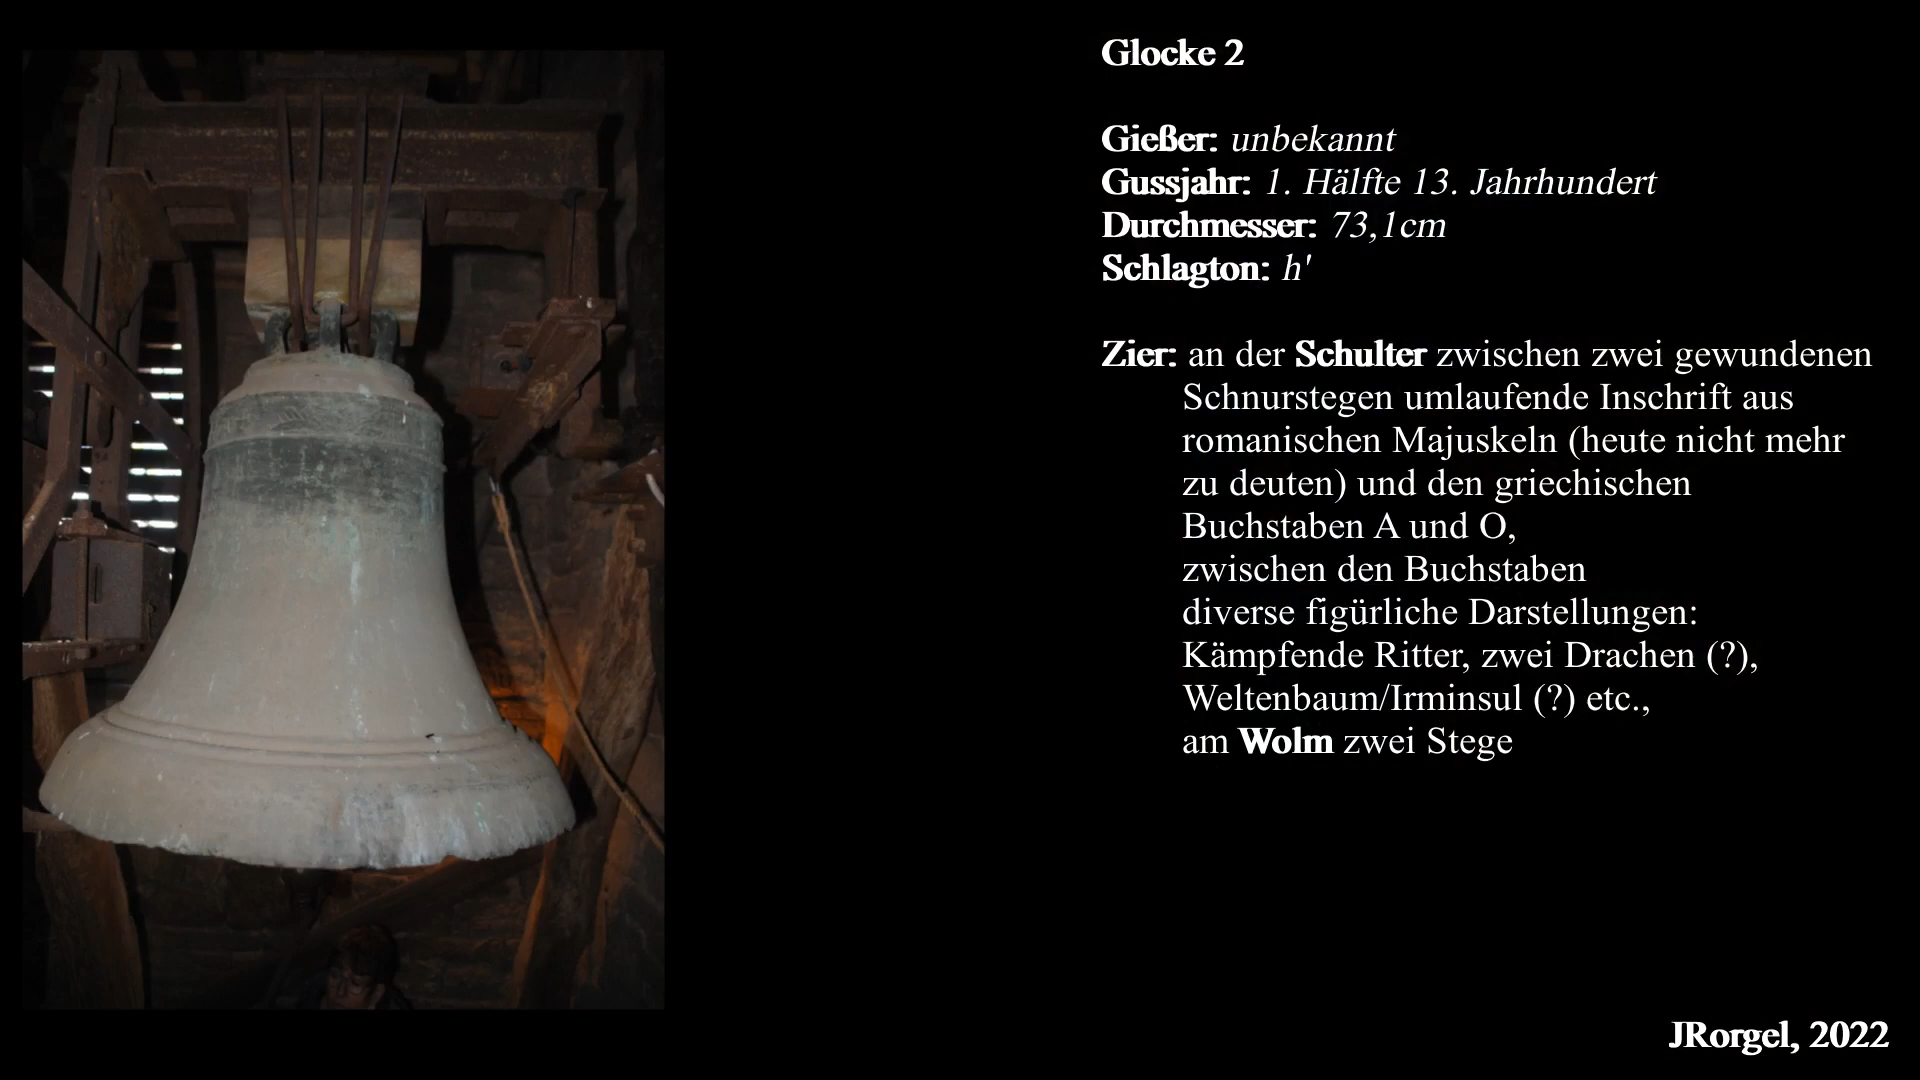 Glocke 2
Gießer: unbekannt
Gussjahr: 1. Hälfte 13. Jahrhundert
Durchmesser: 73,1cm
Schlagton: h'
Zier: an der Schulter zwischen zwei gewundenen
Schnurstegen umlaufende Inschrift aus
romanischen Majuskeln (heute nicht mehr
zu deuten) und den griechischen
Buchstaben A und O,
zwischen den Buchstaben
diverse figürliche Darstellungen:
Kämpfende Ritter, zwei Drachen (?),
Weltenbaum/Irminsul (?) etc.,
am Wolm zwei Stege
JRorgel, 2022